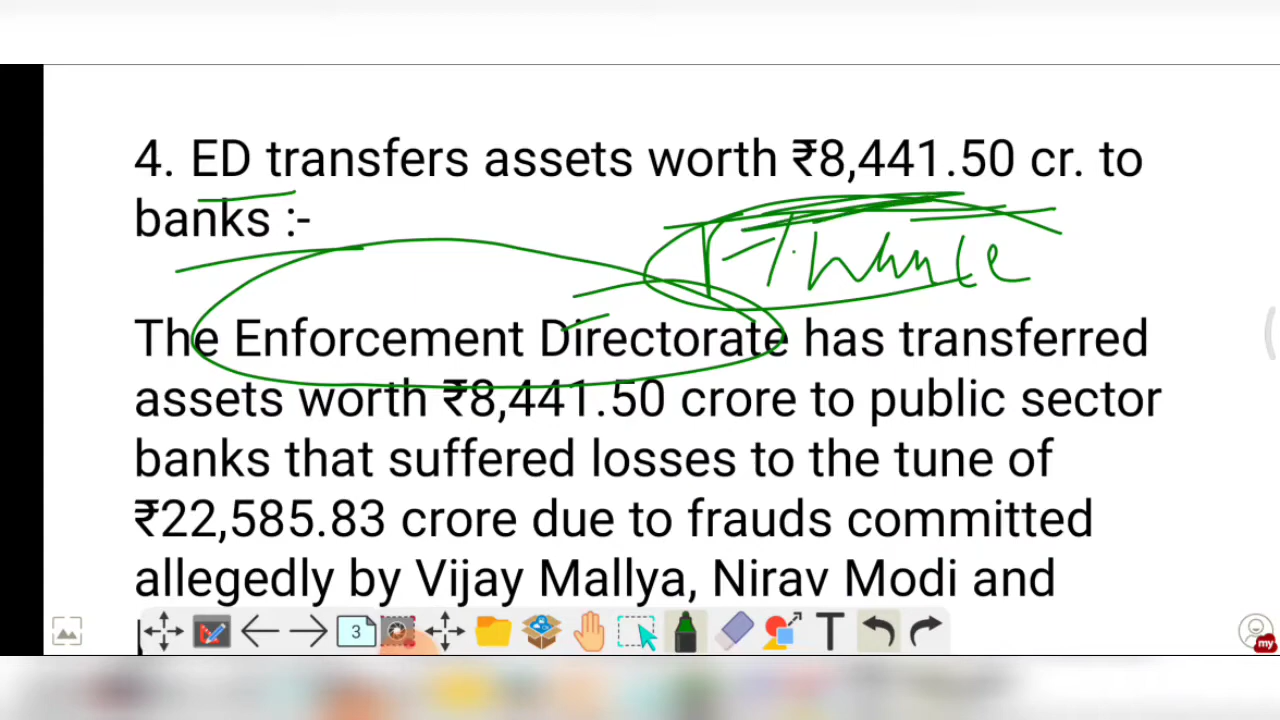 4. ED transfers assets worth ₹8,441.50 cr. to
banks :-
The Enforcement Directorate has transferred
assets worth ₹8,441.50 crore to public sector
banks that suffered losses to the tune of
₹22,585.83 crore due to frauds committed
allegedly by Vijay Mallya, Nirav Modi and
3
T
my